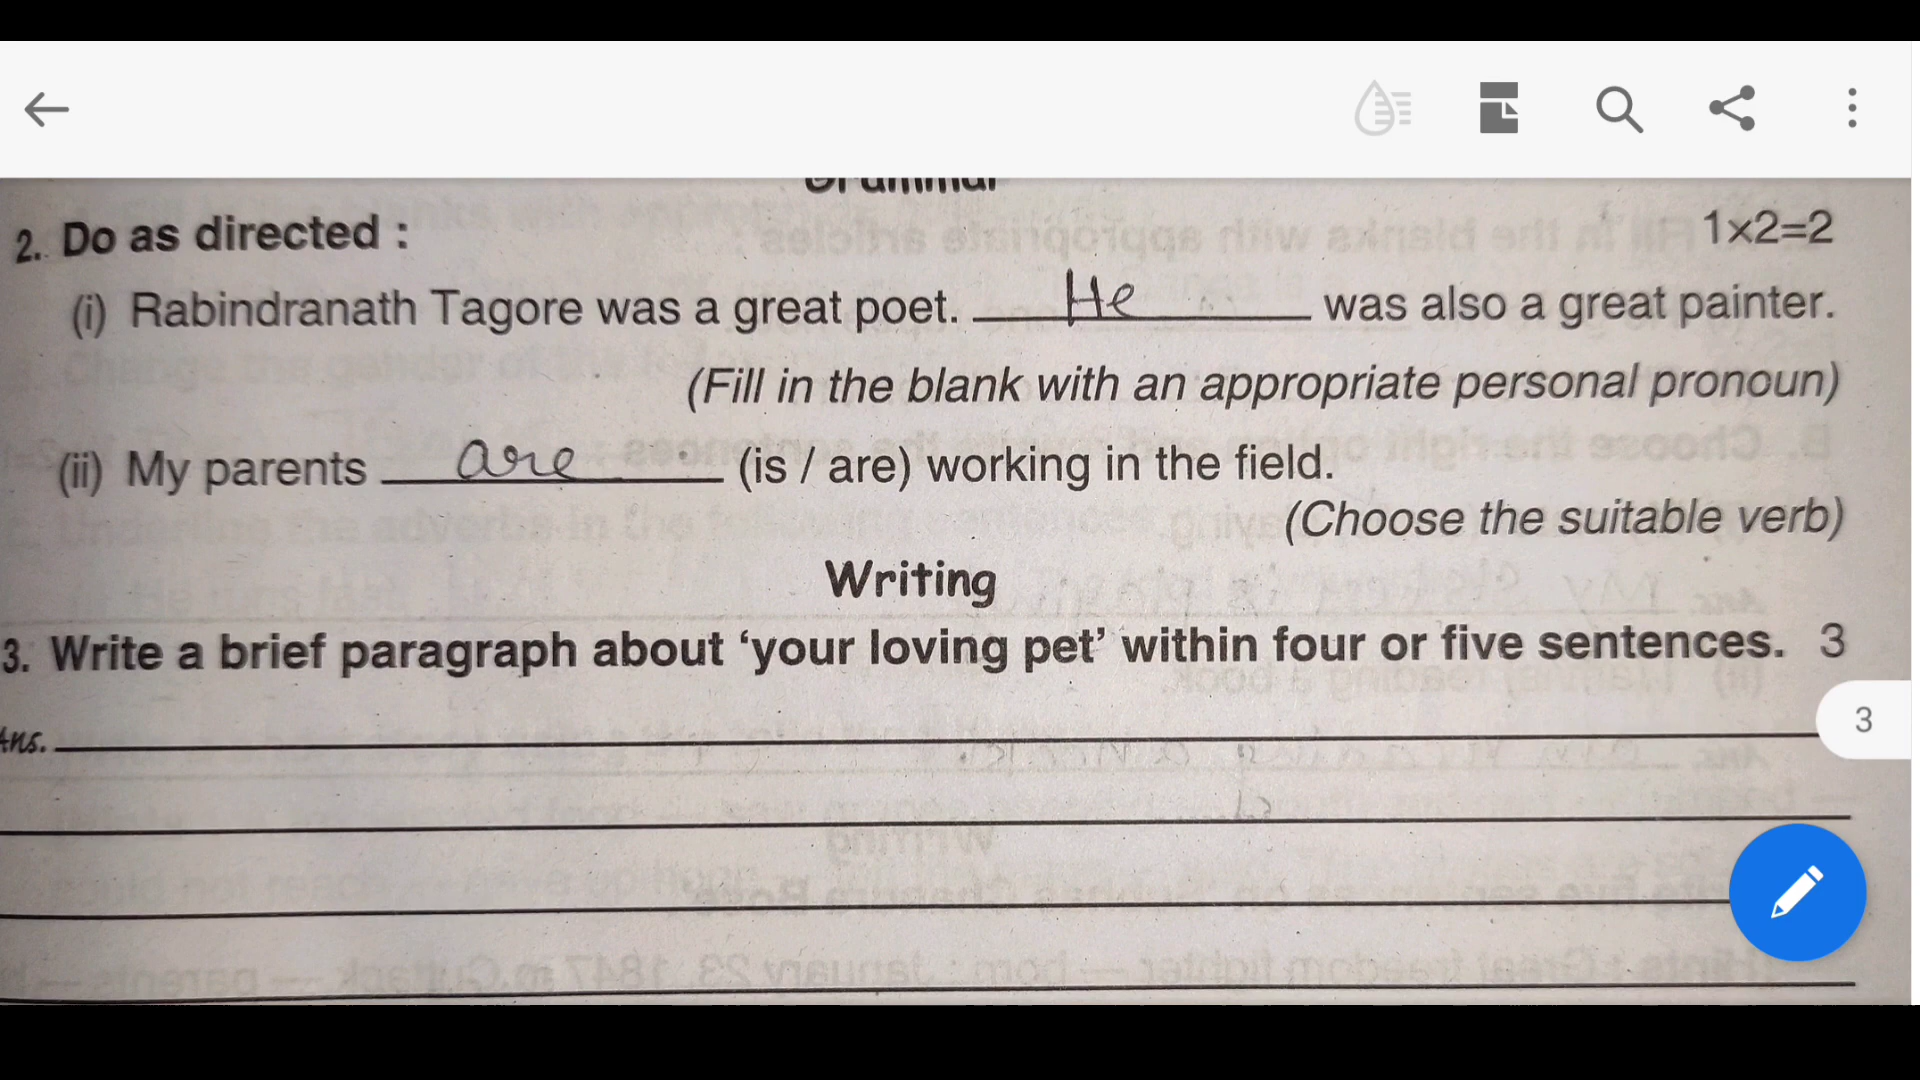 Grammar
2. Do as directed : 1×2=2
(i) Rabindranath Tagore was a great poet. He was also a great painter.
(Fill in the blank with an appropriate personal pronoun)
(ii) My parents are (is / are) working in the field.
(Choose the suitable verb)
Writing
3. Write a brief paragraph about ‘your loving pet’ within four or five sentences. 3
Ans.
3